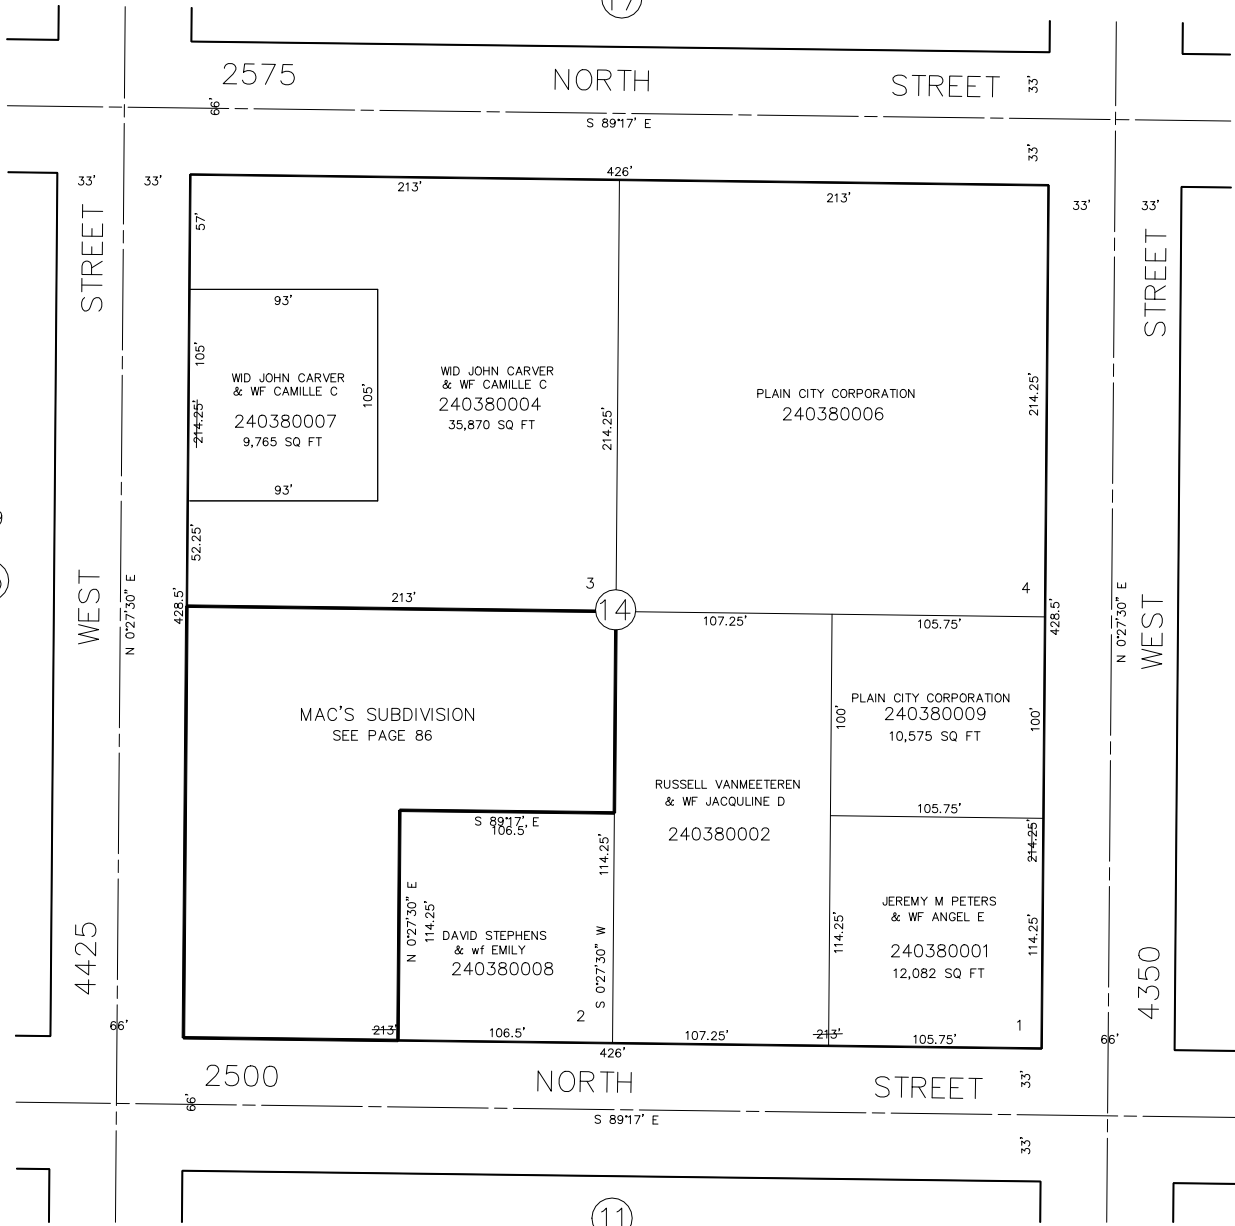 17
2575 NORTH STREET
33'
66'
S 89°17' E
33'
33' 33'
426'
213'
213'
33' 33'
57'
STREET
STREET
93'
105'
WID JOHN CARVER
& WF CAMILLE C
240380007
9,765 SQ FT
105'
214.25'
93'
52.25'
WID JOHN CARVER
& WF CAMILLE C
240380004
35,870 SQ FT
214.25'
PLAIN CITY CORPORATION
240380006
214.25'
3
4
14
213'
428.5'
WEST
N 0°27'30" E
107.25'
105.75'
428.5'
N 0°27'30" E
WEST
MAC'S SUBDIVISION
SEE PAGE 86
PLAIN CITY CORPORATION
240380009
10,575 SQ FT
100'
100'
RUSSELL VANMEETEREN
& WF JACQULINE D
240380002
105.75'
S 89°17' E
106.5'
114.25'
214.25'
N 0°27'30" E
114.25'
DAVID STEPHENS
& wf EMILY
240380008
S 0°27'30" W
JEREMY M PETERS
& WF ANGEL E
240380001
12,082 SQ FT
114.25'
114.25'
4425
4350
2
1
66'
213'
106.5'
107.25'
213'
105.75'
66'
426'
2500 NORTH STREET
33'
66'
S 89°17' E
33'
11